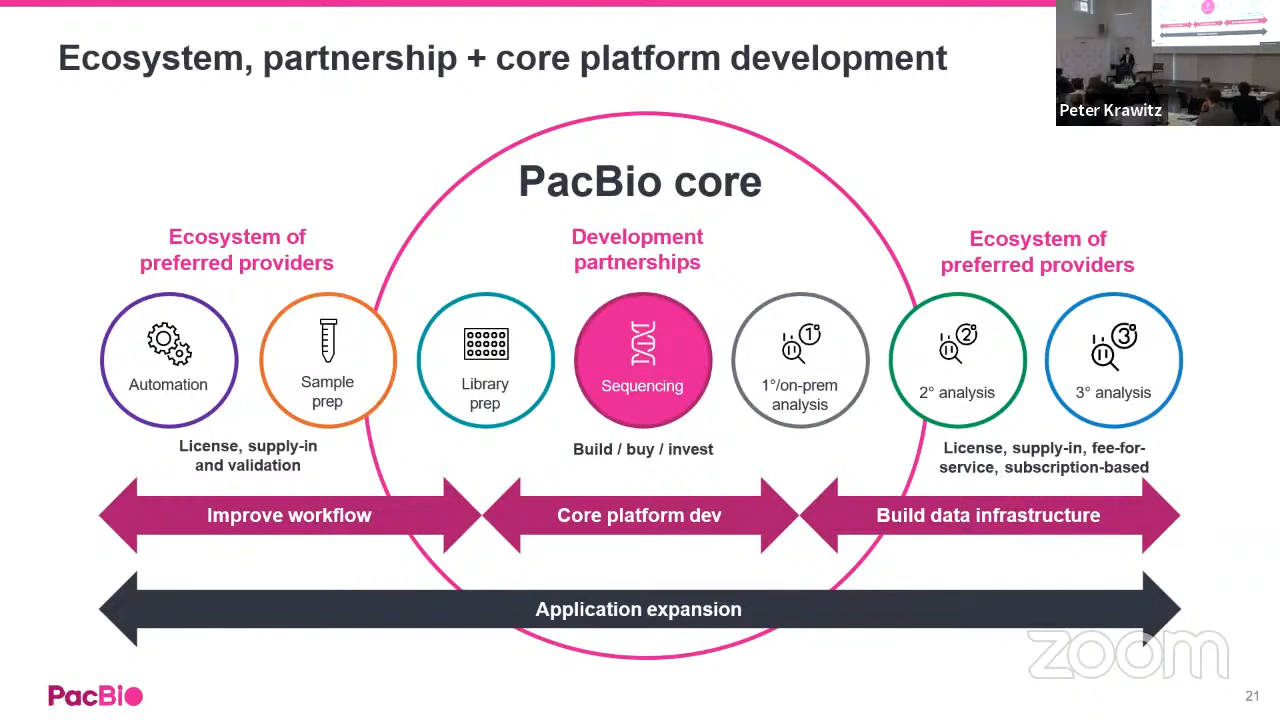 Ecosystem, partnership + core platform development
Peter Krawitz
PacBio core
Ecosystem of
preferred providers
Development
partnerships
Ecosystem of
preferred providers
Automation
Sample
prep
Library
prep
Sequencing
1
1°/on-prem
analysis
2
2° analysis
3
3° analysis
License, supply-in
and validation
Build / buy / invest
License, supply-in, fee-for-
service, subscription-based
Improve workflow
Core platform dev
Build data infrastructure
Application expansion
zoom
PacBio
21